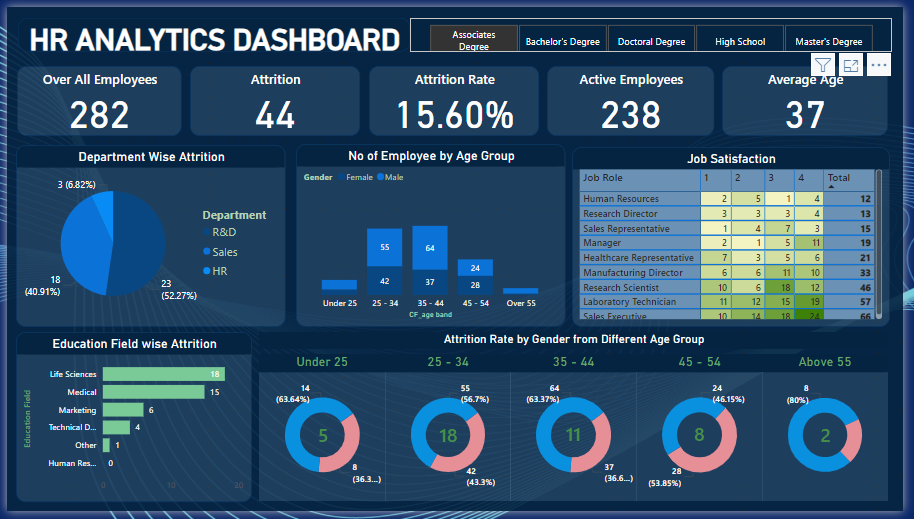 HR ANALYTICS DASHBOARD
Associates
Degree
Bachelor's Degree
Doctoral Degree
High School
Master's Degree
Over All Employees
282
Attrition
44
Attrition Rate
15.60%
Active Employees
238
Average Age
37
Department Wise Attrition
3 (6.82%)
18
(40.91%)
23
(52.27%)
Department
R&D
Sales
HR
No of Employee by Age Group
Gender Female Male
55 64 24
42 37 28
Under 25 25 - 34 35 - 44 45 - 54 Over 55
CF_age band
Job Satisfaction
Job Role 1 2 3 4 Total
Human Resources 2 5 1 4 12
Research Director 3 3 3 4 13
Sales Representative 1 4 7 3 15
Manager 2 1 5 11 19
Healthcare Representative 7 3 5 6 21
Manufacturing Director 6 6 11 10 33
Research Scientist 10 6 18 12 46
Laboratory Technician 11 12 15 19 57
Sales Executive 10 14 18 24 66
Education Field wise Attrition
Education Field
Life Sciences 18
Medical 15
Marketing 6
Technical D... 4
Other 1
Human Res... 0
0 10 20
Attrition Rate by Gender from Different Age Group
Under 25
14
(63.64%)
5
8
(36.3...)
25 - 34
55
(56.7%)
18
42
(43.3%)
35 - 44
64
(63.37%)
11
37
(36.6...)
45 - 54
24
(46.15%)
8
28
(53.85%)
Above 55
8
(80%)
2